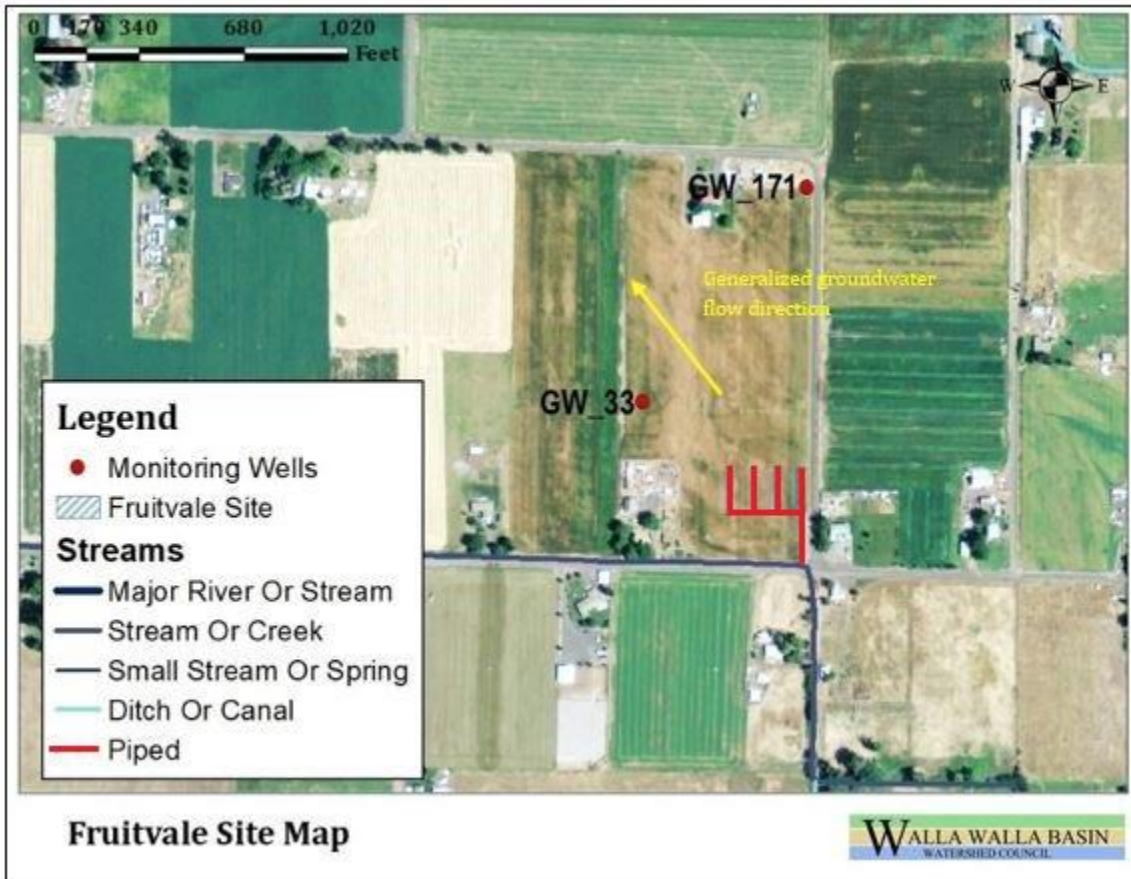 0 170 340 680 1,020
Feet
W E
GW_171
Generalized groundwater
flow direction
GW_33
Legend
Monitoring Wells
Fruitvale Site
Streams
Major River Or Stream
Stream Or Creek
Small Stream Or Spring
Ditch Or Canal
Piped
Fruitvale Site Map
WALLA WALLA BASIN
WATERSHED COUNCIL